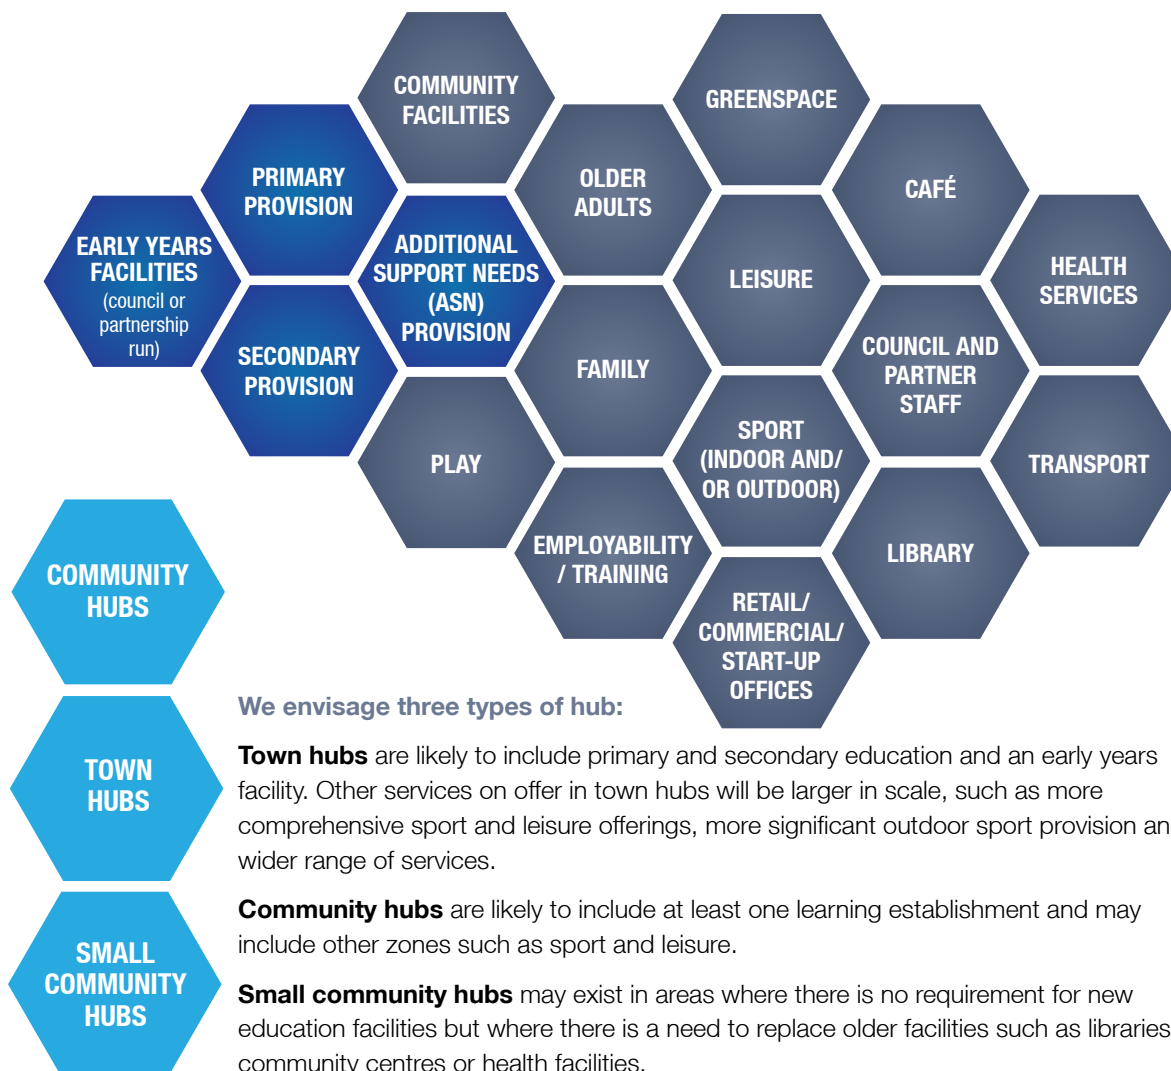 COMMUNITY
FACILITIES
GREENSPACE
PRIMARY
PROVISION
OLDER
ADULTS
CAFÉ
EARLY YEARS
FACILITIES
(council or
partnership
run)
ADDITIONAL
SUPPORT NEEDS
(ASN)
PROVISION
LEISURE
HEALTH
SERVICES
SECONDARY
PROVISION
FAMILY
COUNCIL AND
PARTNER
STAFF
PLAY
SPORT
(INDOOR AND/
OR OUTDOOR)
TRANSPORT
EMPLOYABILITY
/ TRAINING
LIBRARY
RETAIL/
COMMERCIAL/
START-UP
OFFICES
COMMUNITY
HUBS
TOWN
HUBS
SMALL
COMMUNITY
HUBS
We envisage three types of hub:
Town hubs are likely to include primary and secondary education and an early years
facility. Other services on offer in town hubs will be larger in scale, such as more
comprehensive sport and leisure offerings, more significant outdoor sport provision an
wider range of services.
Community hubs are likely to include at least one learning establishment and may
include other zones such as sport and leisure.
Small community hubs may exist in areas where there is no requirement for new
education facilities but where there is a need to replace older facilities such as libraries
community centres or health facilities.